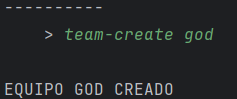 ----------
> team-create god
EQUIPO GOD CREADO